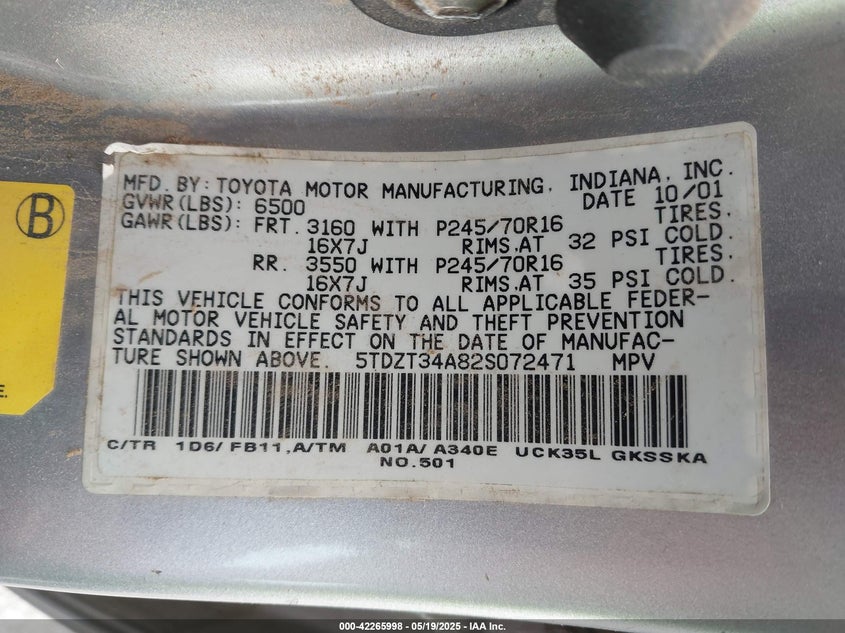 B
MFD. BY: TOYOTA MOTOR MANUFACTURING, INDIANA, INC.
GVWR(LBS): 6500 DATE 10/01
GAWR(LBS): FRT. 3160 WITH P245/70R16 TIRES.
16X7J RIMS.AT 32 PSI COLD.
RR. 3550 WITH P245/70R16 TIRES.
16X7J RIMS.AT 35 PSI COLD.
THIS VEHICLE CONFORMS TO ALL APPLICABLE FEDER-
AL MOTOR VEHICLE SAFETY AND THEFT PREVENTION
STANDARDS IN EFFECT ON THE DATE OF MANUFAC-
TURE SHOWN ABOVE. 5TDZT34A82S072471 MPV
C/TR 1D6/ FB11,A/TM A01A/ A340E UCK35L GKSSKA
NO.501
000-42265998 - 05/19/2025 - IAA Inc.